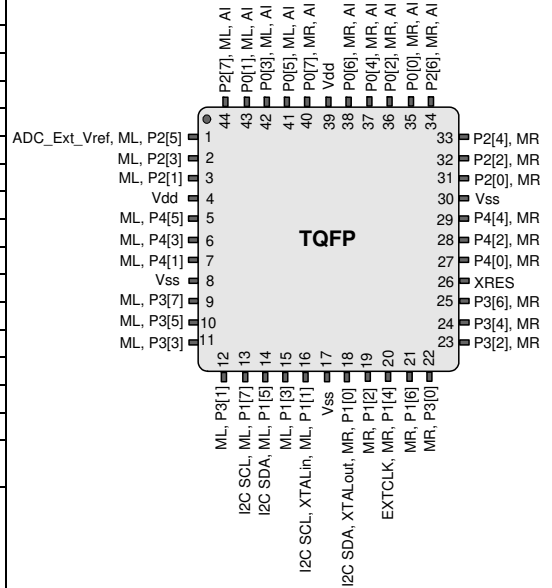 P2[7], ML, AI
P0[1], ML, AI
P0[3], ML, AI
P0[5], ML, AI
P0[7], MR, AI
Vdd
P0[6], MR, AI
P0[4], MR, AI
P0[2], MR, AI
P0[0], MR, AI
P2[6], MR, AI
44
43
42
41
40
39
38
37
36
35
34
ADC_Ext_Vref, ML, P2[5] 1
ML, P2[3] 2
ML, P2[1] 3
Vdd 4
ML, P4[5] 5
ML, P4[3] 6
ML, P4[1] 7
Vss 8
ML, P3[7] 9
ML, P3[5] 10
ML, P3[3] 11
TQFP
33 P2[4], MR
32 P2[2], MR
31 P2[0], MR
30 Vss
29 P4[4], MR
28 P4[2], MR
27 P4[0], MR
26 XRES
25 P3[6], MR
24 P3[4], MR
23 P3[2], MR
12
13
14
15
16
17
18
19
20
21
22
ML, P3[1]
I2C SCL, ML, P1[7]
I2C SDA, ML, P1[5]
ML, P1[3]
I2C SCL, XTALin, ML, P1[1]
Vss
I2C SDA, XTALout, MR, P1[0]
MR, P1[2]
EXTCLK, MR, P1[4]
MR, P1[6]
MR, P3[0]